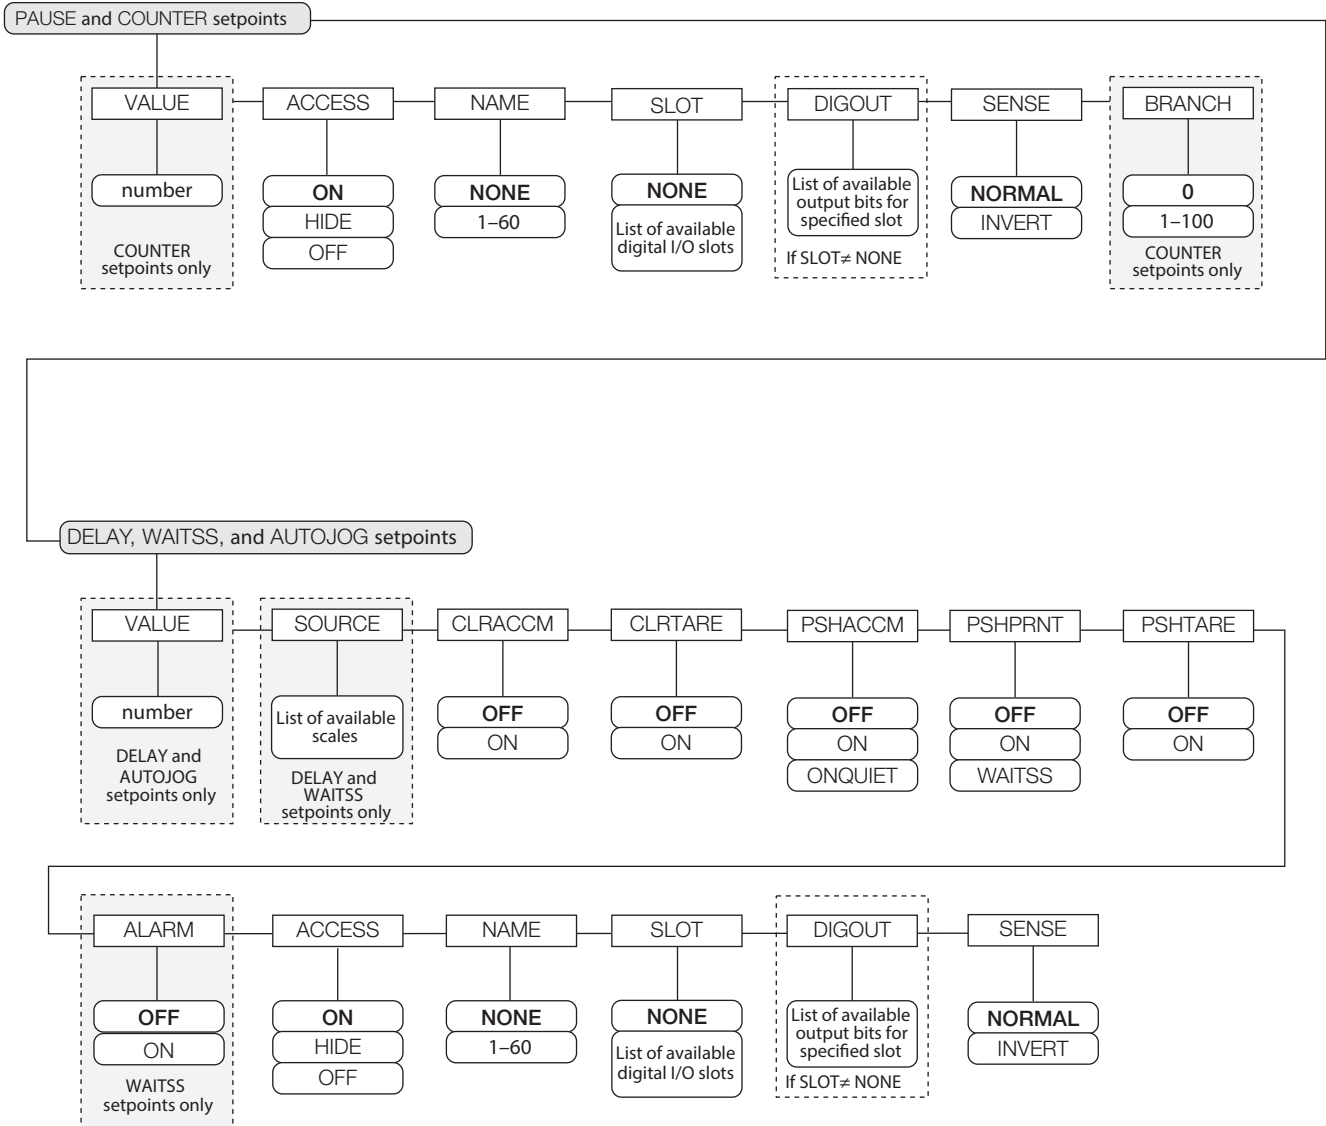 PAUSE and COUNTER setpoints
VALUE
ACCESS
NAME
SLOT
DIGOUT
SENSE
BRANCH
number
COUNTER
setpoints only
ON
HIDE
OFF
NONE
1–60
NONE
List of available
digital I/O slots
List of available
output bits for
specified slot
If SLOT≠ NONE
NORMAL
INVERT
0
1–100
COUNTER
setpoints only
DELAY, WAITSS, and AUTOJOG setpoints
VALUE
SOURCE
CLRACCM
CLRTARE
PSHACCM
PSHPRNT
PSHTARE
number
DELAY and
AUTOJOG
setpoints only
List of available
scales
DELAY and
WAITSS
setpoints only
OFF
ON
OFF
ON
OFF
ON
ONQUIET
OFF
ON
WAITSS
OFF
ON
ALARM
ACCESS
NAME
SLOT
DIGOUT
SENSE
OFF
ON
WAITSS
setpoints only
ON
HIDE
OFF
NONE
1–60
NONE
List of available
digital I/O slots
List of available
output bits for
specified slot
If SLOT≠ NONE
NORMAL
INVERT